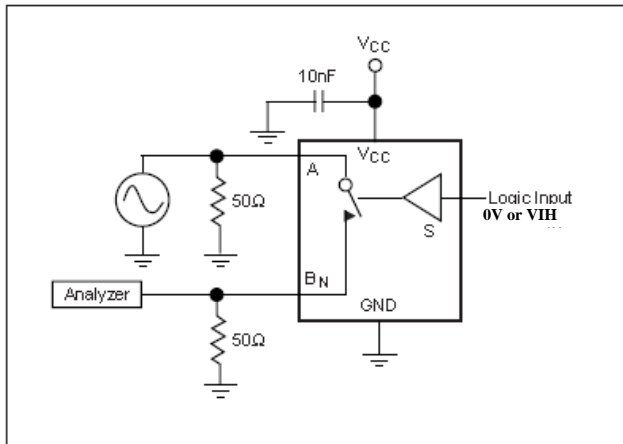 VCC
10nF
VCC
A
50Ω
Logic Input
0V or VIH
S
BN
Analyzer
GND
50Ω